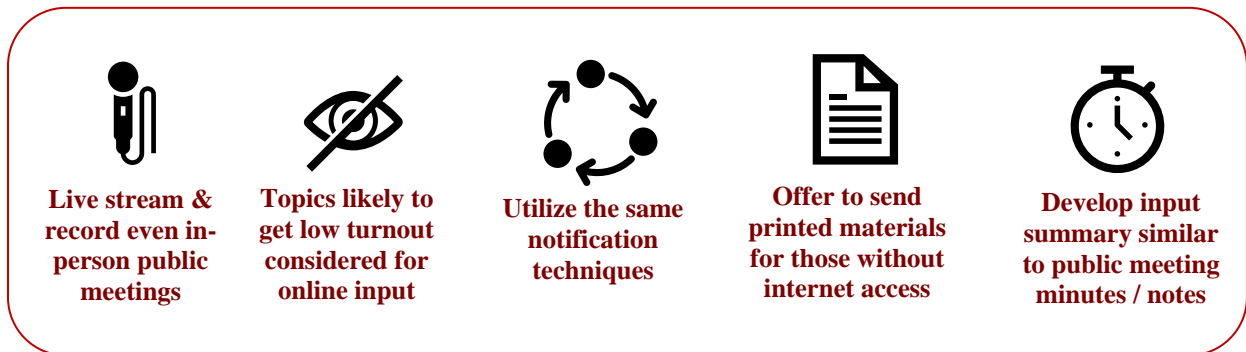 Live stream &
record even in-
person public
meetings
Topics likely to
get low turnout
considered for
online input
Utilize the same
notification
techniques
Offer to send
printed materials
for those without
internet access
Develop input
summary similar
to public meeting
minutes / notes